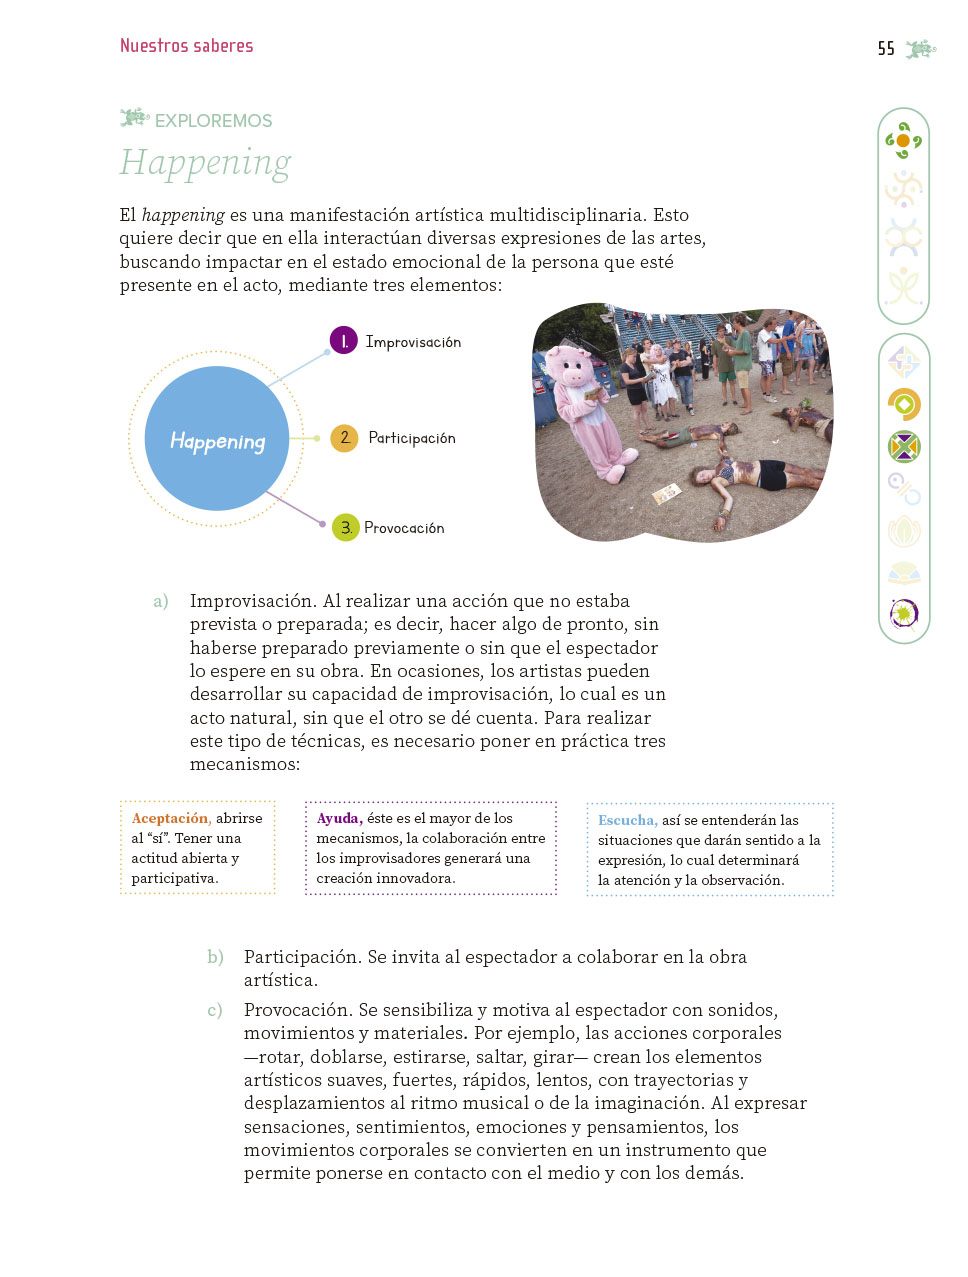 Nuestros saberes
55
EXPLOREMOS
Happening
El happening es una manifestación artística multidisciplinaria. Esto
quiere decir que en ella interactúan diversas expresiones de las artes,
buscando impactar en el estado emocional de la persona que esté
presente en el acto, mediante tres elementos:
Happening
1. Improvisación
2. Participación
3. Provocación
a) Improvisación. Al realizar una acción que no estaba
prevista o preparada; es decir, hacer algo de pronto, sin
haberse preparado previamente o sin que el espectador
lo espere en su obra. En ocasiones, los artistas pueden
desarrollar su capacidad de improvisación, lo cual es un
acto natural, sin que el otro se dé cuenta. Para realizar
este tipo de técnicas, es necesario poner en práctica tres
mecanismos:
Aceptación, abrirse
al “sí”. Tener una
actitud abierta y
participativa.
Ayuda, éste es el mayor de los
mecanismos, la colaboración entre
los improvisadores generará una
creación innovadora.
Escucha, así se entenderán las
situaciones que darán sentido a la
expresión, lo cual determinará
la atención y la observación.
b) Participación. Se invita al espectador a colaborar en la obra
artística.
c) Provocación. Se sensibiliza y motiva al espectador con sonidos,
movimientos y materiales. Por ejemplo, las acciones corporales
—rotar, doblarse, estirarse, saltar, girar— crean los elementos
artísticos suaves, fuertes, rápidos, lentos, con trayectorias y
desplazamientos al ritmo musical o de la imaginación. Al expresar
sensaciones, sentimientos, emociones y pensamientos, los
movimientos corporales se convierten en un instrumento que
permite ponerse en contacto con el medio y con los demás.